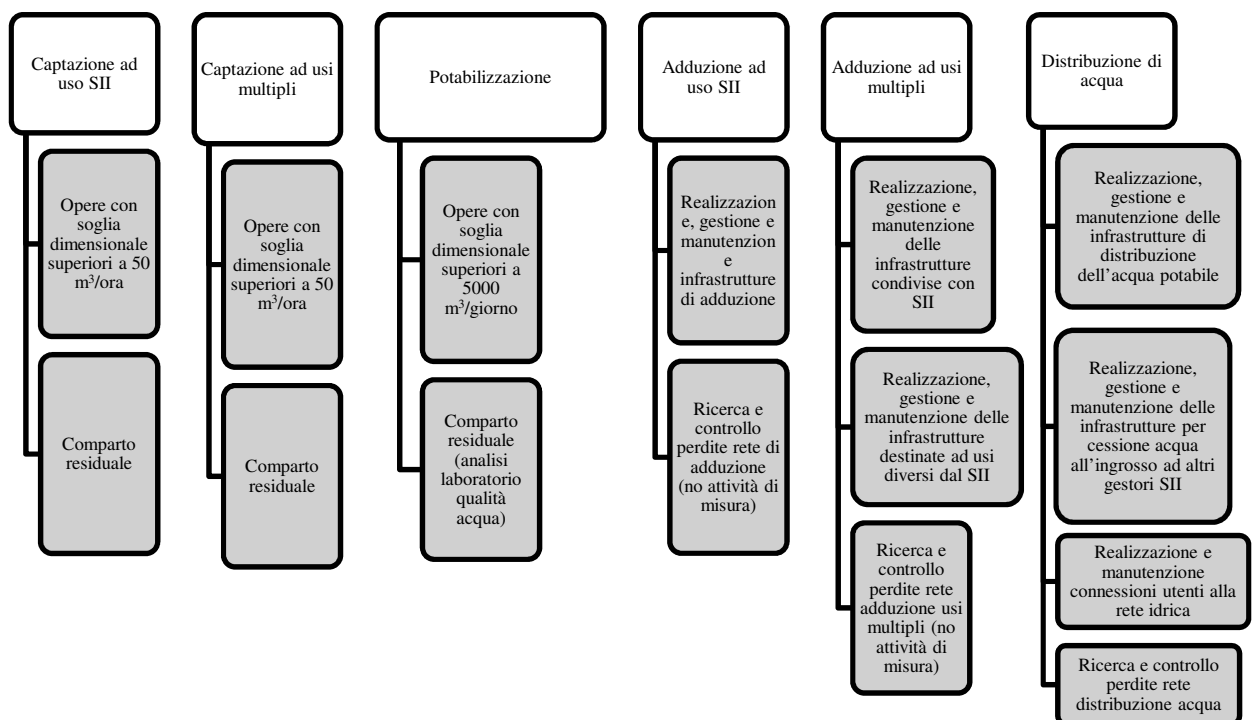 Captazione ad
uso SII
Opere con
soglia
dimensionale
superiori a 50
m³/ora
Comparto
residuale
Captazione ad usi
multipli
Opere con
soglia
dimensionale
superiori a 50
m³/ora
Comparto
residuale
Potabilizzazione
Opere con
soglia
dimensionale
superiori a
5000
m³/giorno
Comparto
residuale
(analisi
laboratorio
qualità
acqua)
Adduzione ad
uso SII
Realizzazion
e, gestione e
manutenzion
e
infrastrutture
di adduzione
Ricerca e
controllo
perdite rete di
adduzione
(no attività di
misura)
Adduzione ad usi
multipli
Realizzazione,
gestione e
manutenzione
delle
infrastrutture
condivise con
SII
Realizzazione,
gestione e
manutenzione delle
infrastrutture
destinate ad usi
diversi dal SII
Ricerca e
controllo
perdite rete
adduzione usi
multipli (no
attività di
misura)
Distribuzione di
acqua
Realizzazione,
gestione e
manutenzione delle
infrastrutture di
distribuzione
dell'acqua potabile
Realizzazione,
gestione e
manutenzione delle
infrastrutture per
cessione acqua
all'ingrosso ad altri
gestori SII
Realizzazione e
manutenzione
connessioni utenti alla
rete idrica
Ricerca e controllo
perdite rete
distribuzione acqua